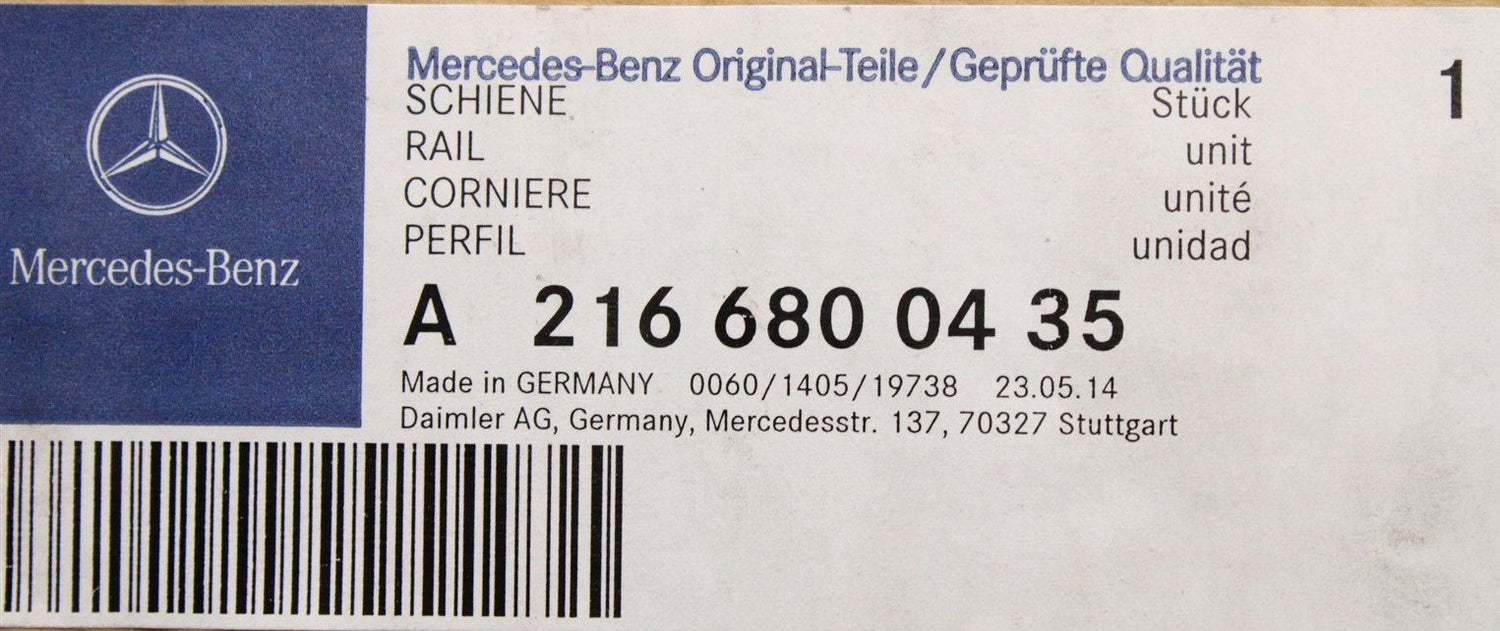 Mercedes-Benz
Mercedes-Benz Original-Teile/Geprüfte Qualität
SCHIENE Stück 1
RAIL unit
CORNIERE unité
PERFIL unidad
A 216 680 04 35
Made in GERMANY 0060/1405/19738 23.05.14
Daimler AG, Germany, Mercedesstr. 137, 70327 Stuttgart